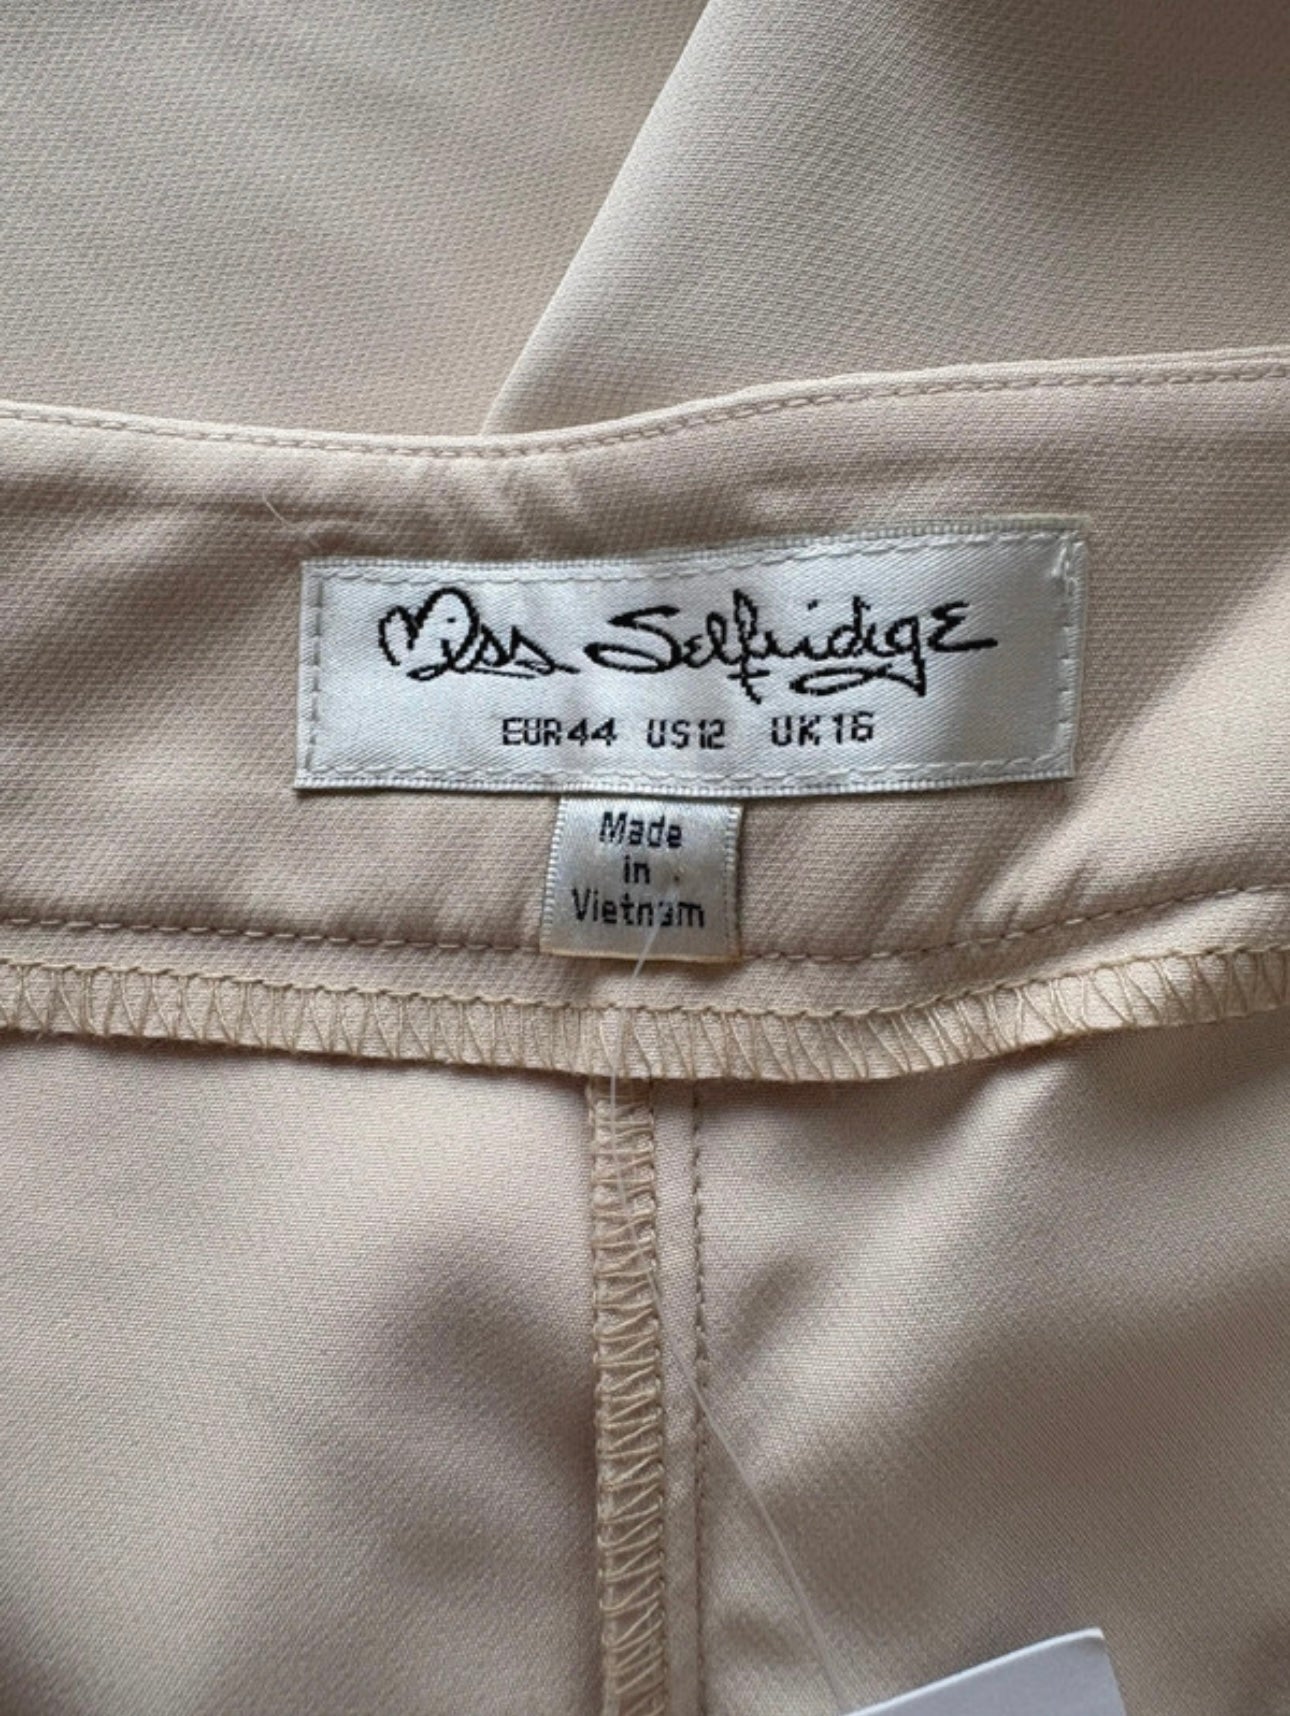 Miss Selfridge
EUR44 US12 UK16
Made
in
Vietnam